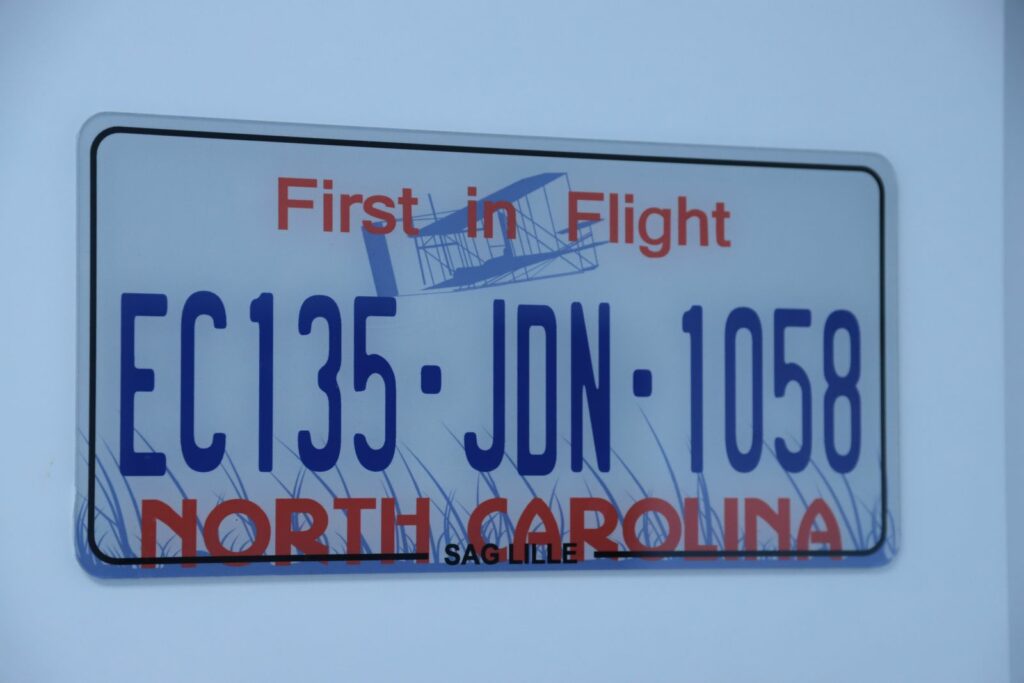 First in Flight
EC135·JDN·1058
NORTH CAROLINA
SAG LILLE